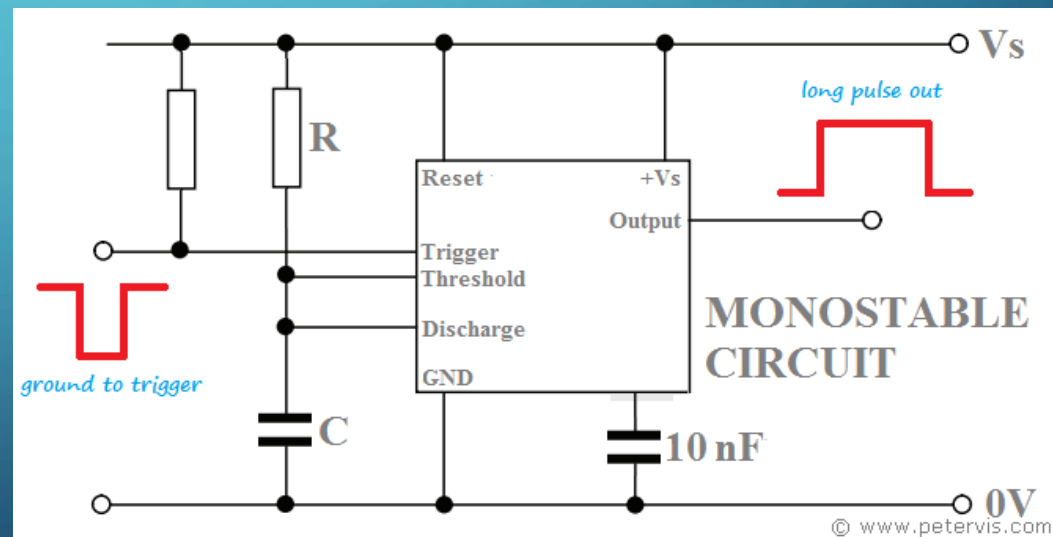 Vs
long pulse out
R
Reset
+Vs
Output
Trigger
Threshold
Discharge
GND
MONOSTABLE
CIRCUIT
ground to trigger
C
10 nF
0V
© www.petervis.com